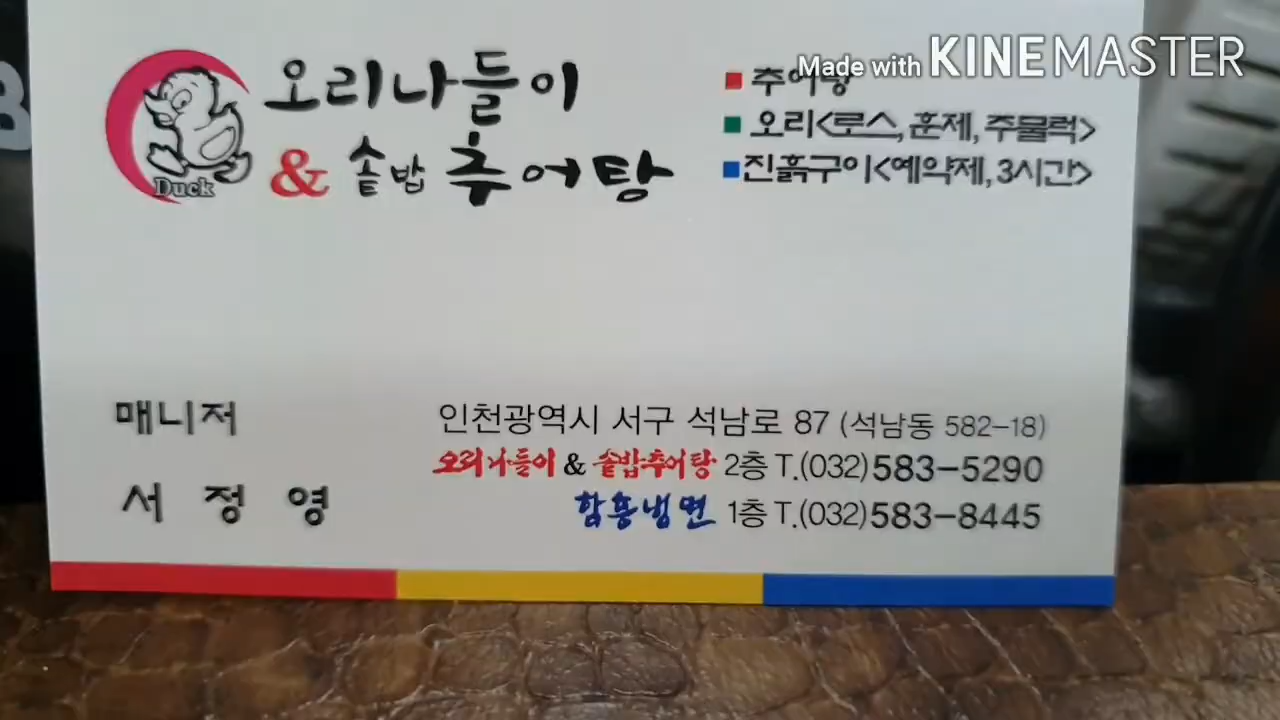 Made with KINEMASTER
오리나들이
& 솥밥 추어탕
Duck
■ 추어탕
■ 오리<로스, 훈제, 주물럭>
■ 진흙구이<예약제, 3시간>
매니저
서 정 영
인천광역시 서구 석남로 87 (석남동 582-18)
오리나들이 & 솥밥추어탕 2층 T.(032)583-5290
함흥냉면 1층 T.(032)583-8445